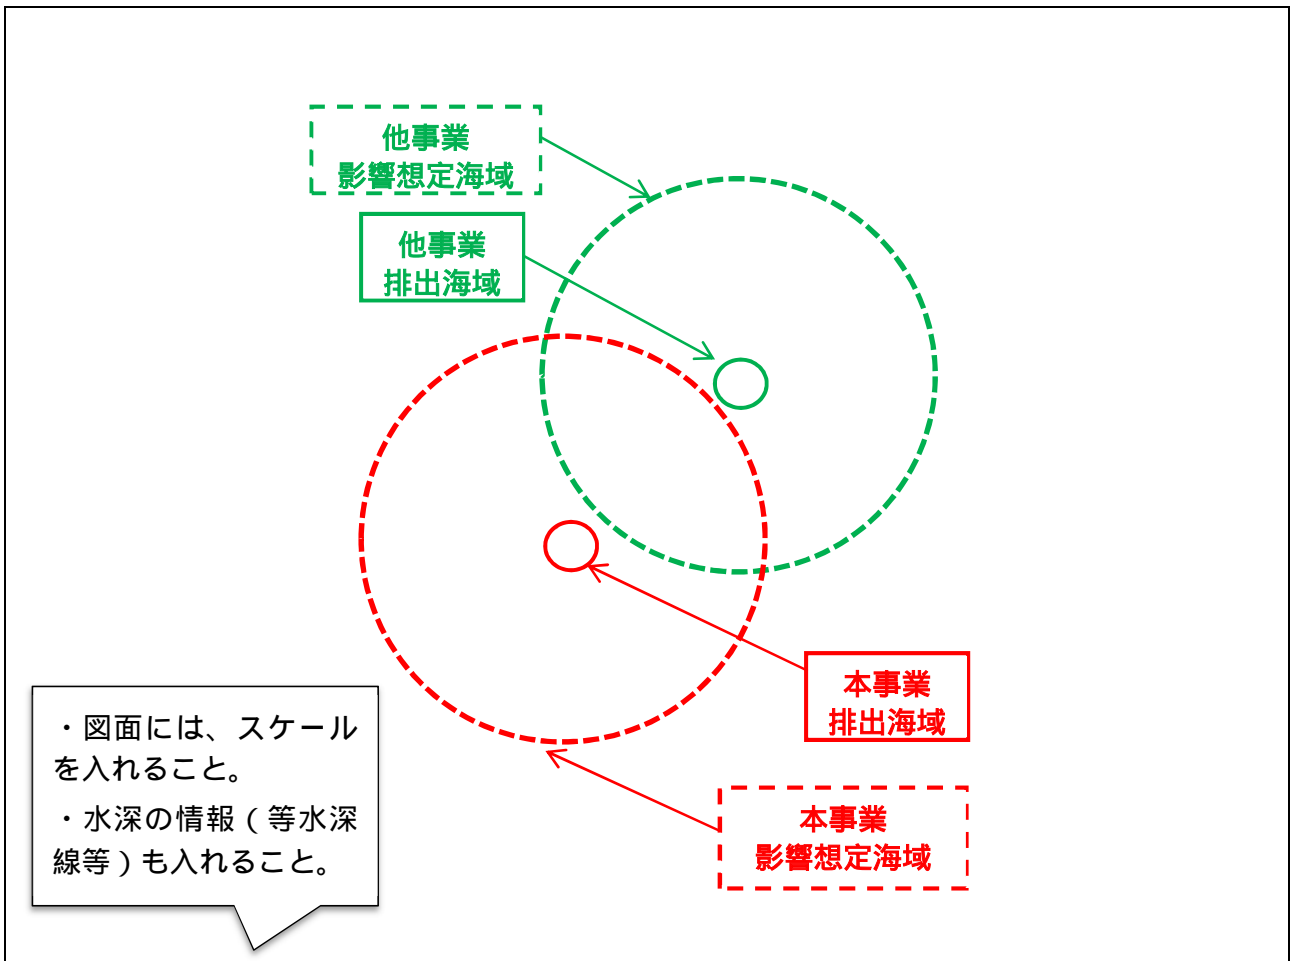 他事業
影響想定海域
他事業
排出海域
本事業
排出海域
・図面には、スケール
を入れること。
・水深の情報（等水深
線等）も入れること。
本事業
影響想定海域